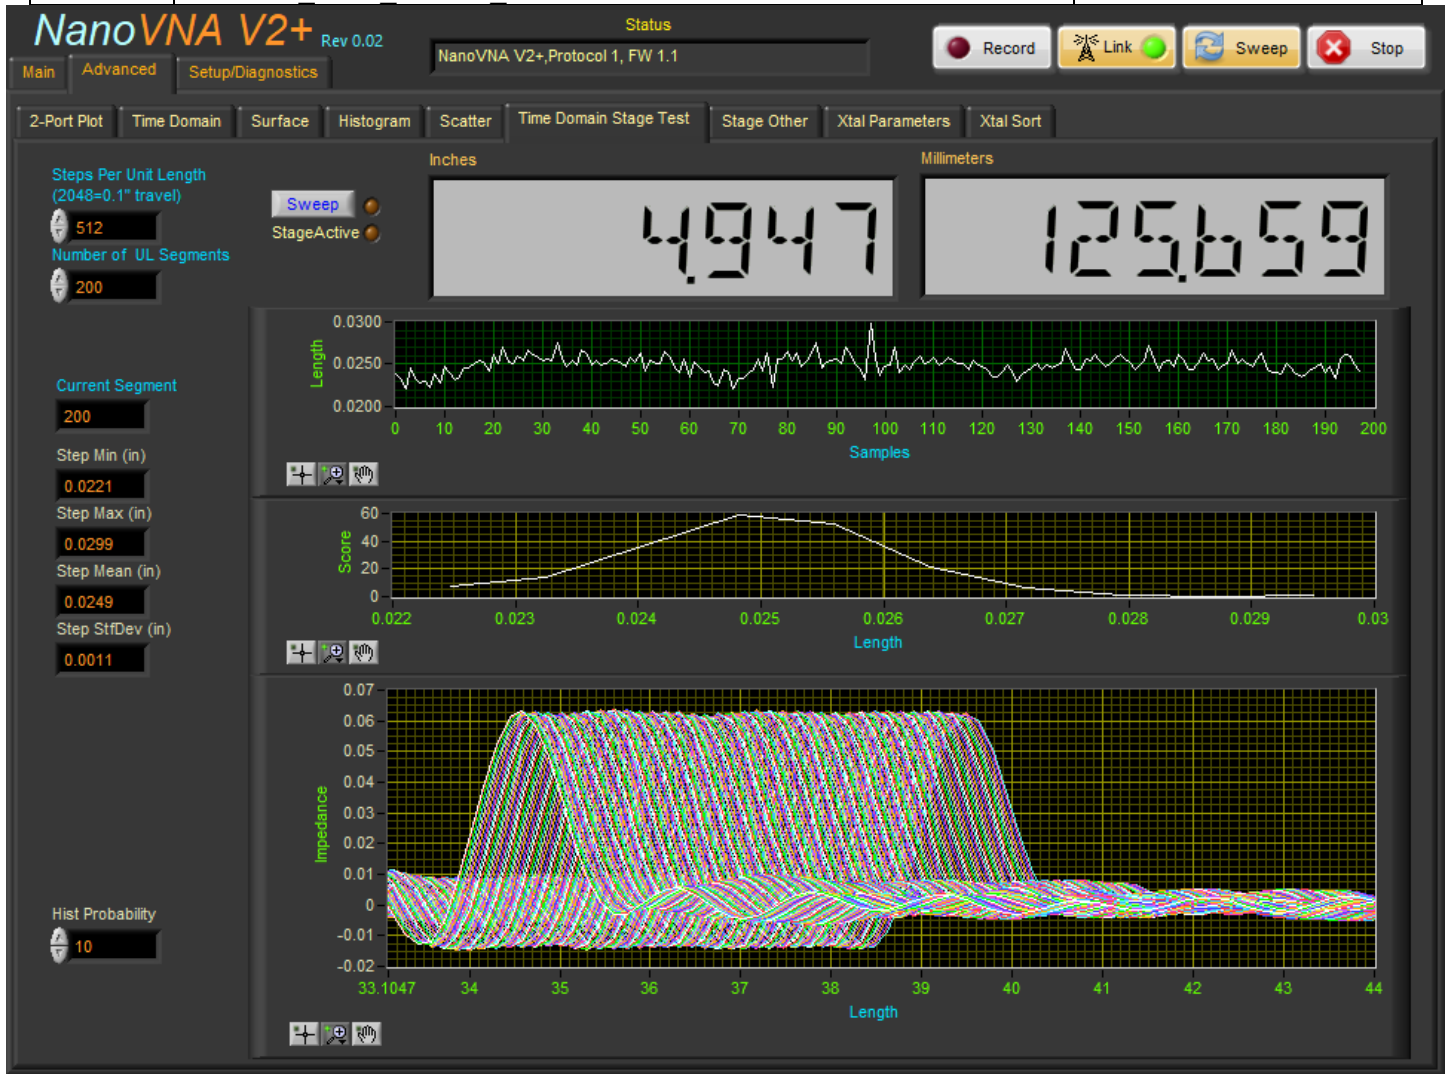 NanoVNA V2+ Rev 0.02
Status
NanoVNA V2+,Protocol 1, FW 1.1
Record
Link
Sweep
Stop
Main
Advanced
Setup/Diagnostics
2-Port Plot
Time Domain
Surface
Histogram
Scatter
Time Domain Stage Test
Stage Other
Xtal Parameters
Xtal Sort
Steps Per Unit Length
(2048=0.1" travel)
512
Number of UL Segments
200
Sweep
StageActive
Inches
4.947
Millimeters
125.659
Current Segment
200
Step Min (in)
0.0221
Step Max (in)
0.0299
Step Mean (in)
0.0249
Step StfDev (in)
0.0011
Hist Probability
10
Length
0.0300
0.0250
0.0200
0 10 20 30 40 50 60 70 80 90 100 110 120 130 140 150 160 170 180 190 200
Samples
Score
60
40
20
0
0.022 0.023 0.024 0.025 0.026 0.027 0.028 0.029 0.03
Length
Impedance
0.07
0.06
0.05
0.04
0.03
0.02
0.01
0
-0.01
-0.02
33.1047 34 35 36 37 38 39 40 41 42 43 44
Length